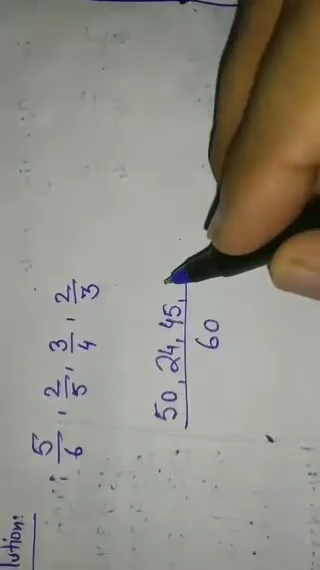 lution:
5/6, 2/5, 3/4, 2/3
50, 24, 45,
60